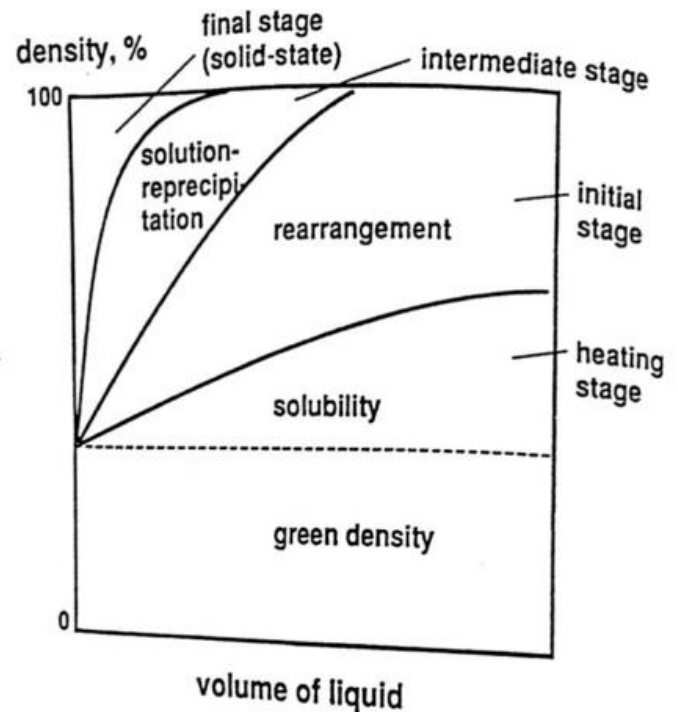 density, %
final stage
(solid-state)
intermediate stage
100
solution-
reprecipi-
tation
initial
stage
rearrangement
heating
stage
solubility
green density
0
volume of liquid